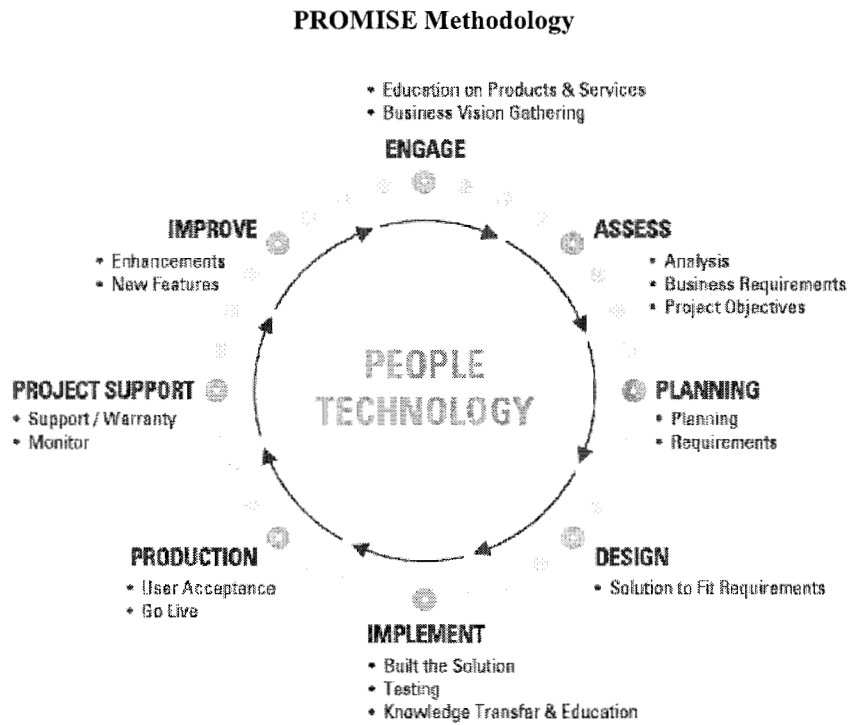 PROMISE Methodology
• Education on Products & Services
• Business Vision Gathering
ENGAGE
ASSESS
• Analysis
• Business Requirements
• Project Objectives
PLANNING
• Planning
• Requirements
DESIGN
• Solution to Fit Requirements
IMPLEMENT
• Built the Solution
• Testing
• Knowledge Transfer & Education
PRODUCTION
• User Acceptance
• Go Live
PROJECT SUPPORT
• Support / Warranty
• Monitor
IMPROVE
• Enhancements
• New Features
PEOPLE
TECHNOLOGY